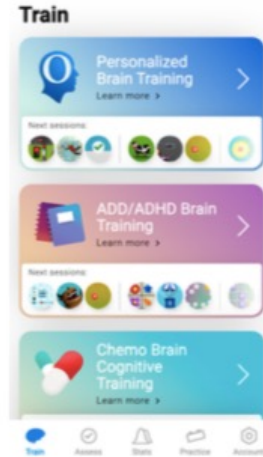 Train
Personalized
Brain Training
Learn more >
Next sessions:
ADD/ADHD Brain
Training
Learn more >
Next sessions:
Chemo Brain
Cognitive
Training
Learn more >
Train Assess Stats Practice Account